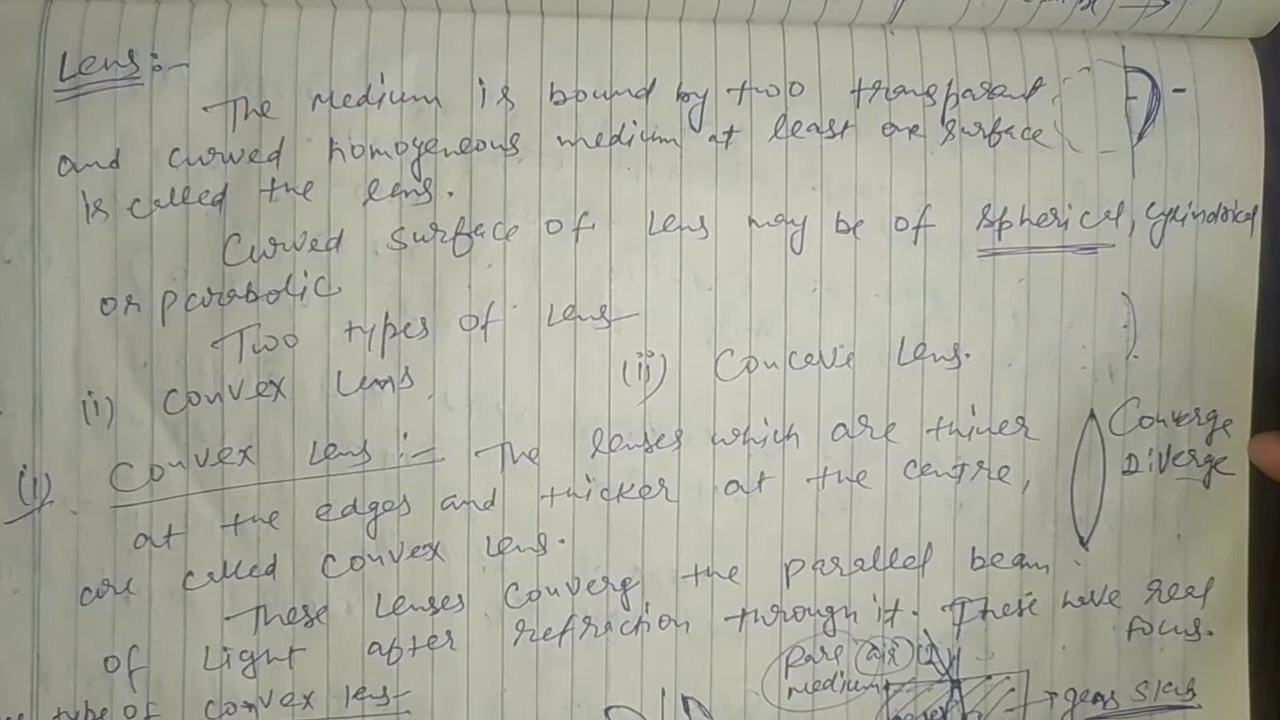 Lens:-
The Medium is bound by two transparent
and curved homogeneous medium at least one surface
is called the lens.
Curved surface of Lens may be of spherical, cylindrical
or parabolic
Two types of Lens-
(i) Convex Lens (ii) Concave Lens.
(i) Convex Lens:- The lenses which are thiner
at the edges and thicker at the centre,
are called Convex Lens.
Converge
Diverge
These Lenses Converg the parallel beam
of Light after refraction through it. These have real
focus.
type of convex lens-
rare air (1)
medium
slab